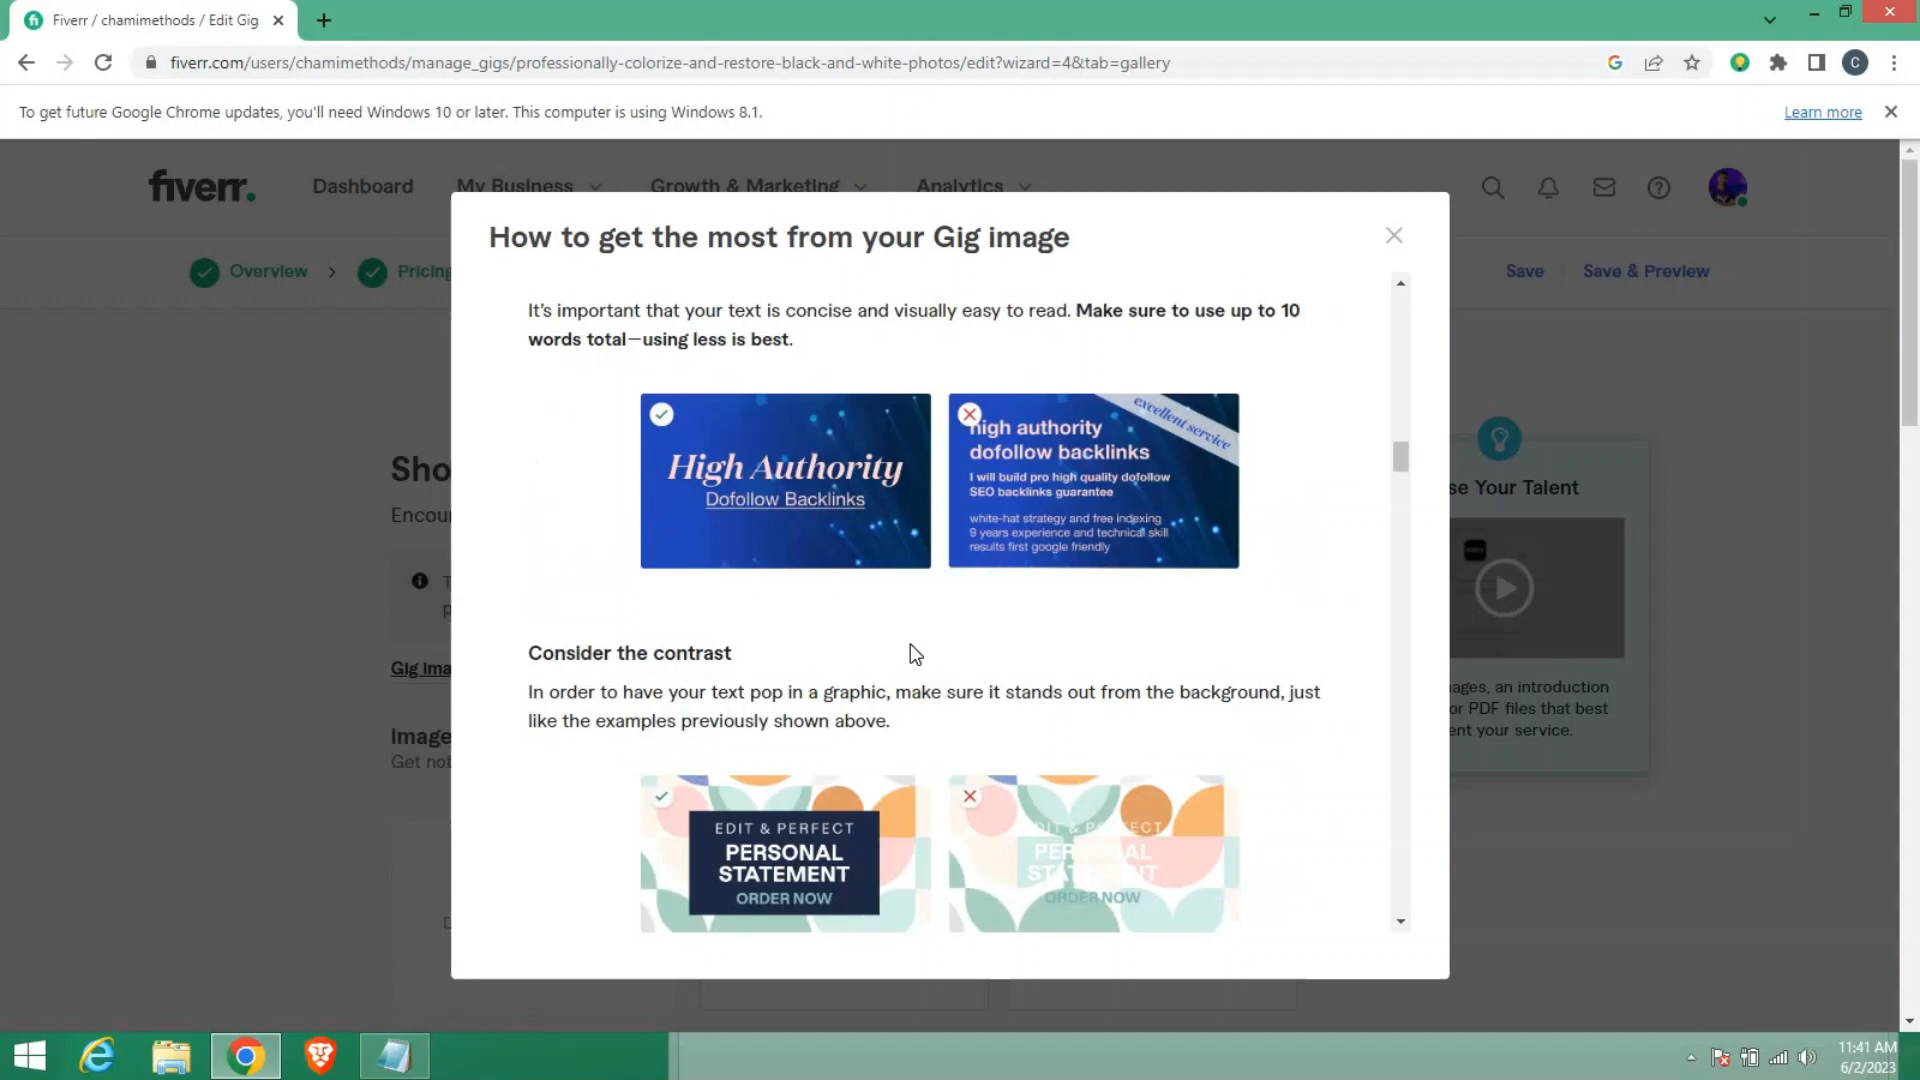 Fiverr / chamimethods / Edit Gig
fiverr.com/users/chamimethods/manage_gigs/professionally-colorize-and-restore-black-and-white-photos/edit?wizard=4&tab=gallery
C
To get future Google Chrome updates, you'll need Windows 10 or later. This computer is using Windows 8.1.
Learn more
fiverr.
Dashboard
My Business
Growth & Marketing
Analytics
Overview
Pricing
Save
Save & Preview
How to get the most from your Gig image
It's important that your text is concise and visually easy to read. Make sure to use up to 10
words total—using less is best.
High Authority
Dofollow Backlinks
excellent service
high authority
dofollow backlinks
I will build pro high quality dofollow
SEO backlinks guarantee
white-hat strategy and free indexing
9 years experience and technical skill
results first google friendly
Consider the contrast
In order to have your text pop in a graphic, make sure it stands out from the background, just
like the examples previously shown above.
EDIT & PERFECT
PERSONAL
STATEMENT
ORDER NOW
EDIT & PERFECT
PERSONAL
STATEMENT
ORDER NOW
Sho
Encou
Gig Ima
Image
Get not
se Your Talent
ages, an introduction
or PDF files that best
ent your service.
11:41 AM
6/2/2023